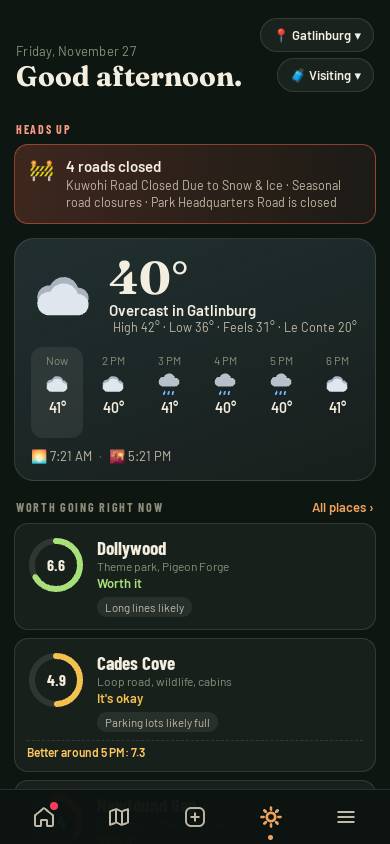 Friday, November 27
Good afternoon.
Gatlinburg ▾
Visiting ▾
HEADS UP
4 roads closed
Kuwohi Road Closed Due to Snow & Ice · Seasonal
road closures · Park Headquarters Road is closed
40°
Overcast in Gatlinburg
High 42° · Low 36° · Feels 31° · Le Conte 20°
Now 2 PM 3 PM 4 PM 5 PM 6 PM
41° 40° 41° 40° 40° 41°
7:21 AM · 5:21 PM
WORTH GOING RIGHT NOW
All places ›
6.6
Dollywood
Theme park, Pigeon Forge
Worth it
Long lines likely
4.9
Cades Cove
Loop road, wildlife, cabins
It's okay
Parking lots likely full
Better around 5 PM: 7.3